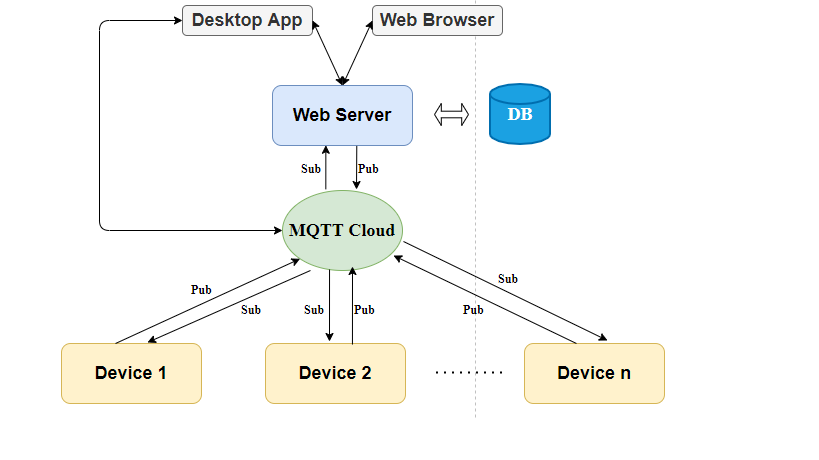 Desktop App
Web Browser
Web Server
DB
Sub
Pub
MQTT Cloud
Sub
Pub
Sub
Sub
Pub
Pub
Device 1
Device 2
........
Device n